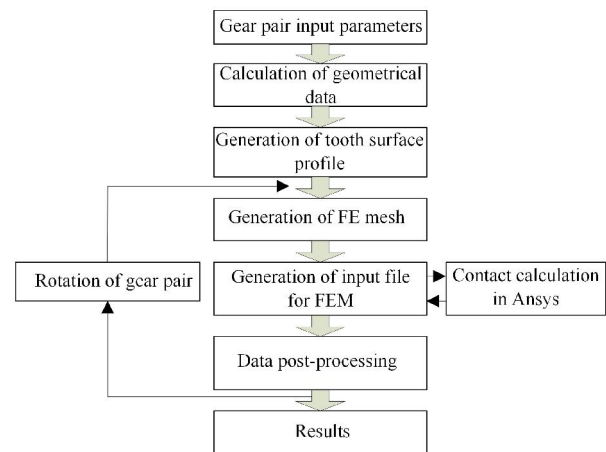 Gear pair input parameters
Calculation of geometrical
data
Generation of tooth surface
profile
Generation of FE mesh
Rotation of gear pair
Generation of input file
for FEM
Contact calculation
in Ansys
Data post-processing
Results